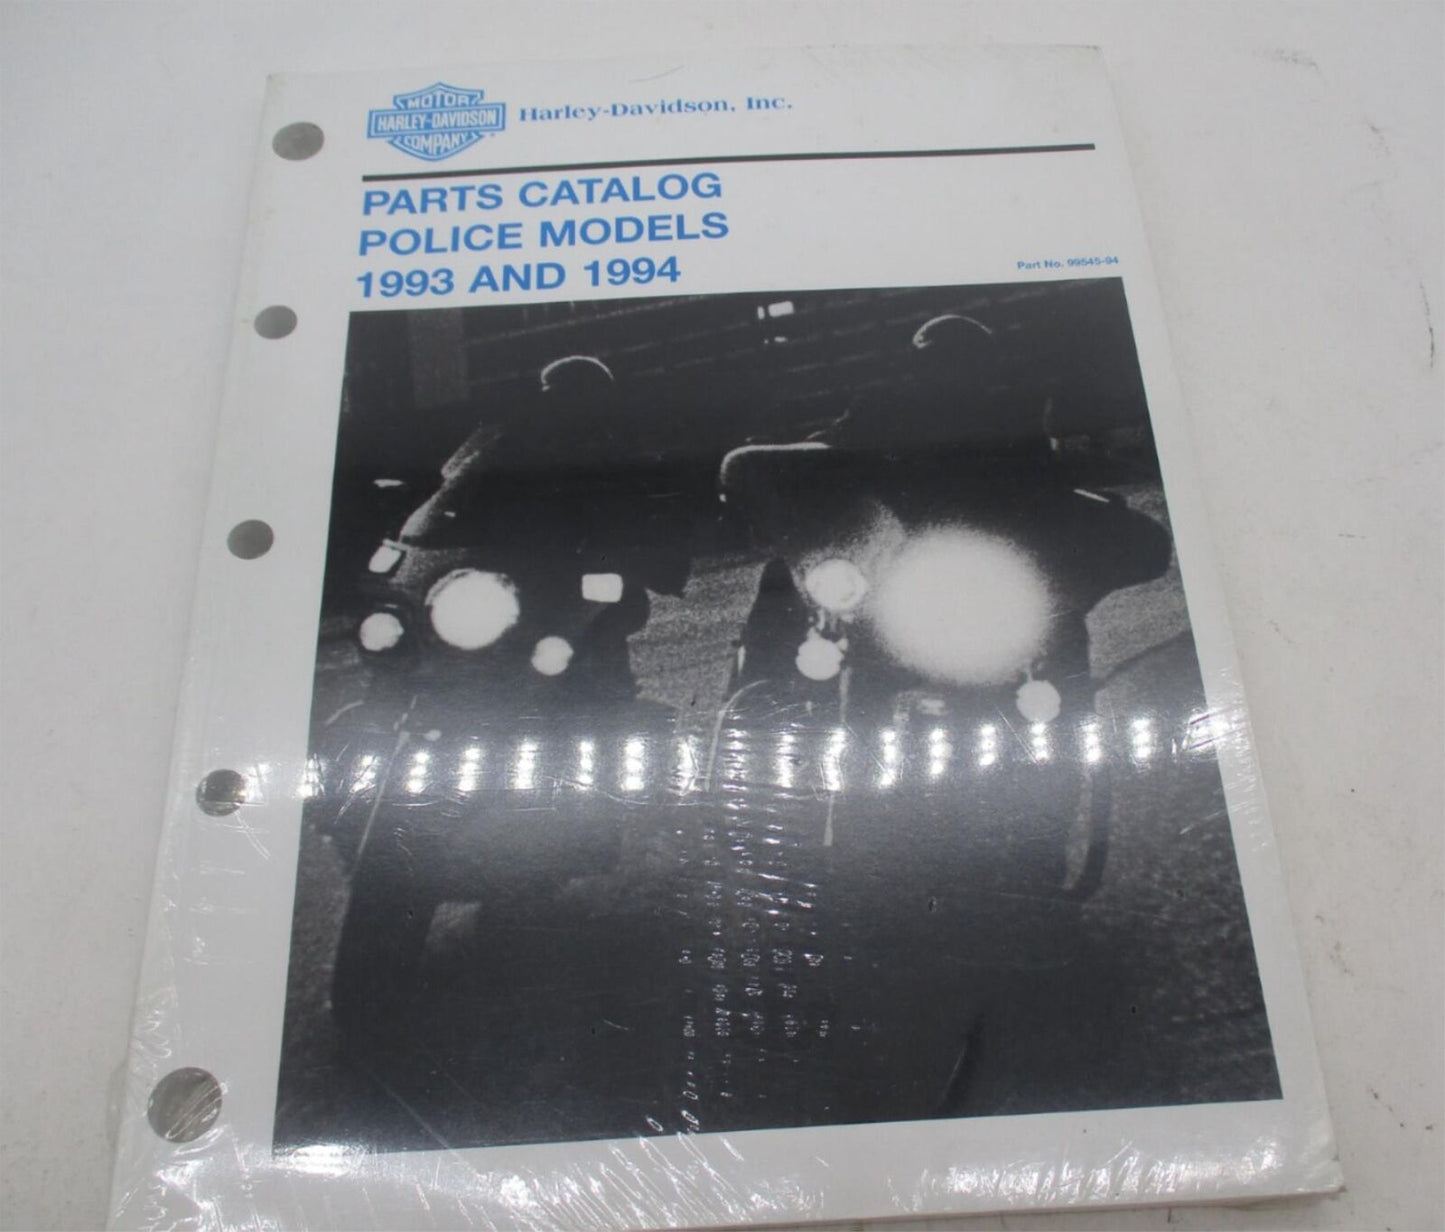 MOTOR
HARLEY-DAVIDSON
COMPANY
Harley-Davidson, Inc.
PARTS CATALOG
POLICE MODELS
1993 AND 1994
Part No. 99545-94